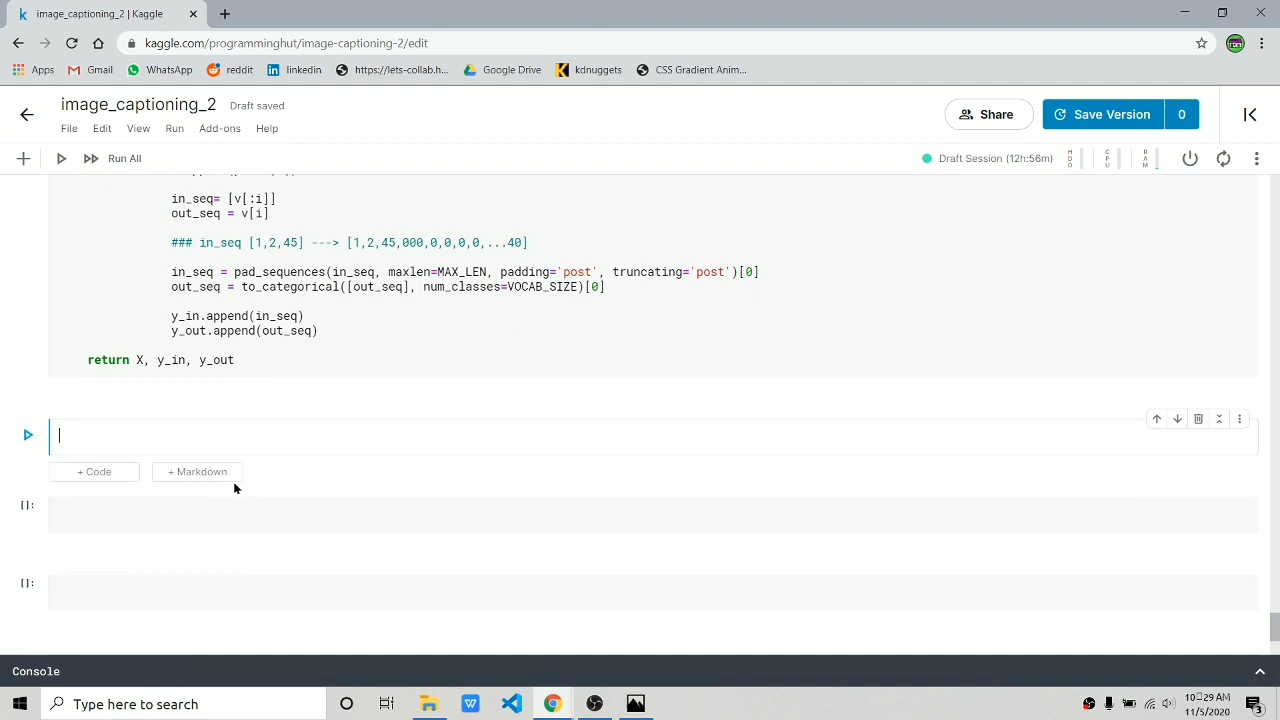 image_captioning_2 | Kaggle
kaggle.com/programminghut/image-captioning-2/edit
Apps Gmail WhatsApp reddit linkedin https://lets-collab.h... Google Drive kdnuggets CSS Gradient Anim...
image_captioning_2 Draft saved
Share Save Version 0
File Edit View Run Add-ons Help
Run All Draft Session (12h:56m) HDD CPU RAM
in_seq= [v[:i]]
out_seq = v[i]
### in_seq [1,2,45] ---> [1,2,45,000,0,0,0,0,...40]
in_seq = pad_sequences(in_seq, maxlen=MAX_LEN, padding='post', truncating='post')[0]
out_seq = to_categorical([out_seq], num_classes=VOCAB_SIZE)[0]
y_in.append(in_seq)
y_out.append(out_seq)
return X, y_in, y_out
+ Code + Markdown
[]:
[]:
Console
Type here to search
10:29 AM
11/5/2020
3